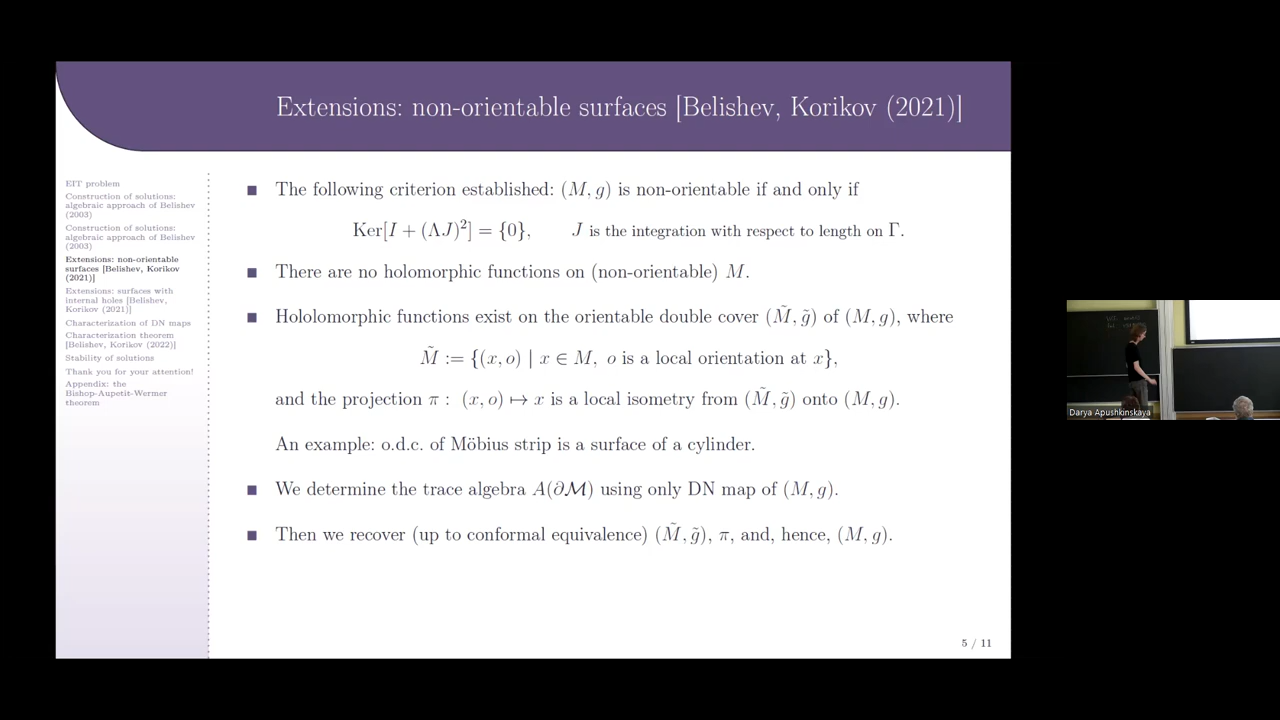 Extensions: non-orientable surfaces [Belishev, Korikov (2021)]
EIT problem
Construction of solutions:
algebraic approach of Belishev
(2003)
Construction of solutions:
algebraic approach of Belishev
(2003)
Extensions: non-orientable
surfaces [Belishev, Korikov
(2021)]
Extensions: surfaces with
internal holes [Belishev,
Korikov (2021)]
Characterization of DN maps
Characterization theorem
[Belishev, Korikov (2022)]
Stability of solutions
Thank you for your attention!
Appendix: the
Bishop-Aupetit-Wermer
theorem
The following criterion established: (M, g) is non-orientable if and only if
Ker[I + (ΛJ)²] = {0}, J is the integration with respect to length on Γ.
There are no holomorphic functions on (non-orientable) M.
Hololomorphic functions exist on the orientable double cover (M̃, g̃) of (M, g), where
M̃ := {(x, o) | x ∈ M, o is a local orientation at x},
and the projection π : (x, o) ↦ x is a local isometry from (M̃, g̃) onto (M, g).
An example: o.d.c. of Möbius strip is a surface of a cylinder.
We determine the trace algebra A(∂ℳ) using only DN map of (M, g).
Then we recover (up to conformal equivalence) (M̃, g̃), π, and, hence, (M, g).
5 / 11
Darya Apushkinskaya